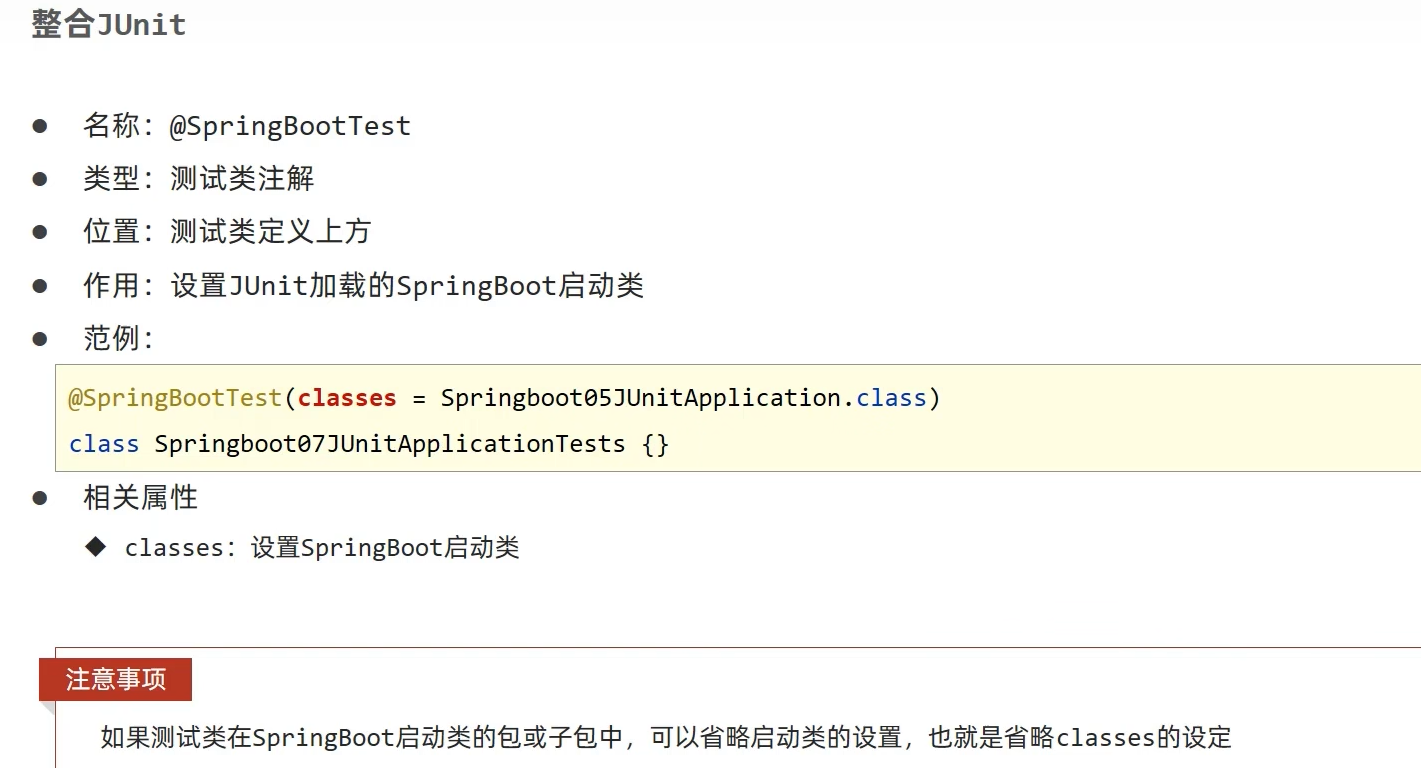 整合JUnit
● 名称：@SpringBootTest
● 类型：测试类注解
● 位置：测试类定义上方
● 作用：设置JUnit加载的SpringBoot启动类
● 范例：
@SpringBootTest(classes = Springboot05JUnitApplication.class)
class Springboot07JUnitApplicationTests {}
● 相关属性
◆ classes：设置SpringBoot启动类
注意事项
如果测试类在SpringBoot启动类的包或子包中，可以省略启动类的设置，也就是省略classes的设定